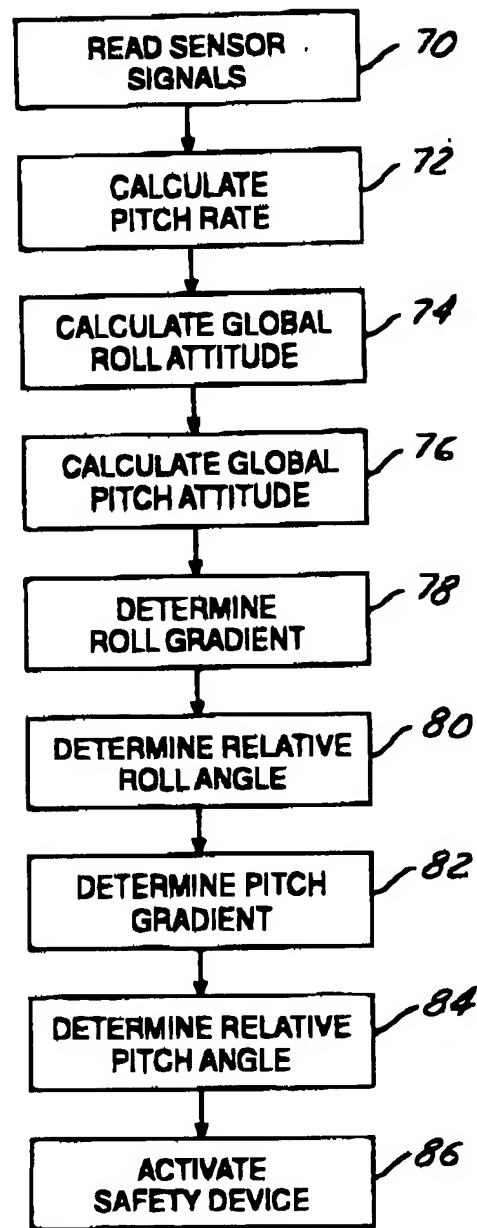 READ SENSOR
SIGNALS
70
CALCULATE
PITCH RATE
72
CALCULATE GLOBAL
ROLL ATTITUDE
74
CALCULATE GLOBAL
PITCH ATTITUDE
76
DETERMINE
ROLL GRADIENT
78
DETERMINE RELATIVE
ROLL ANGLE
80
DETERMINE PITCH
GRADIENT
82
DETERMINE RELATIVE
PITCH ANGLE
84
ACTIVATE
SAFETY DEVICE
86